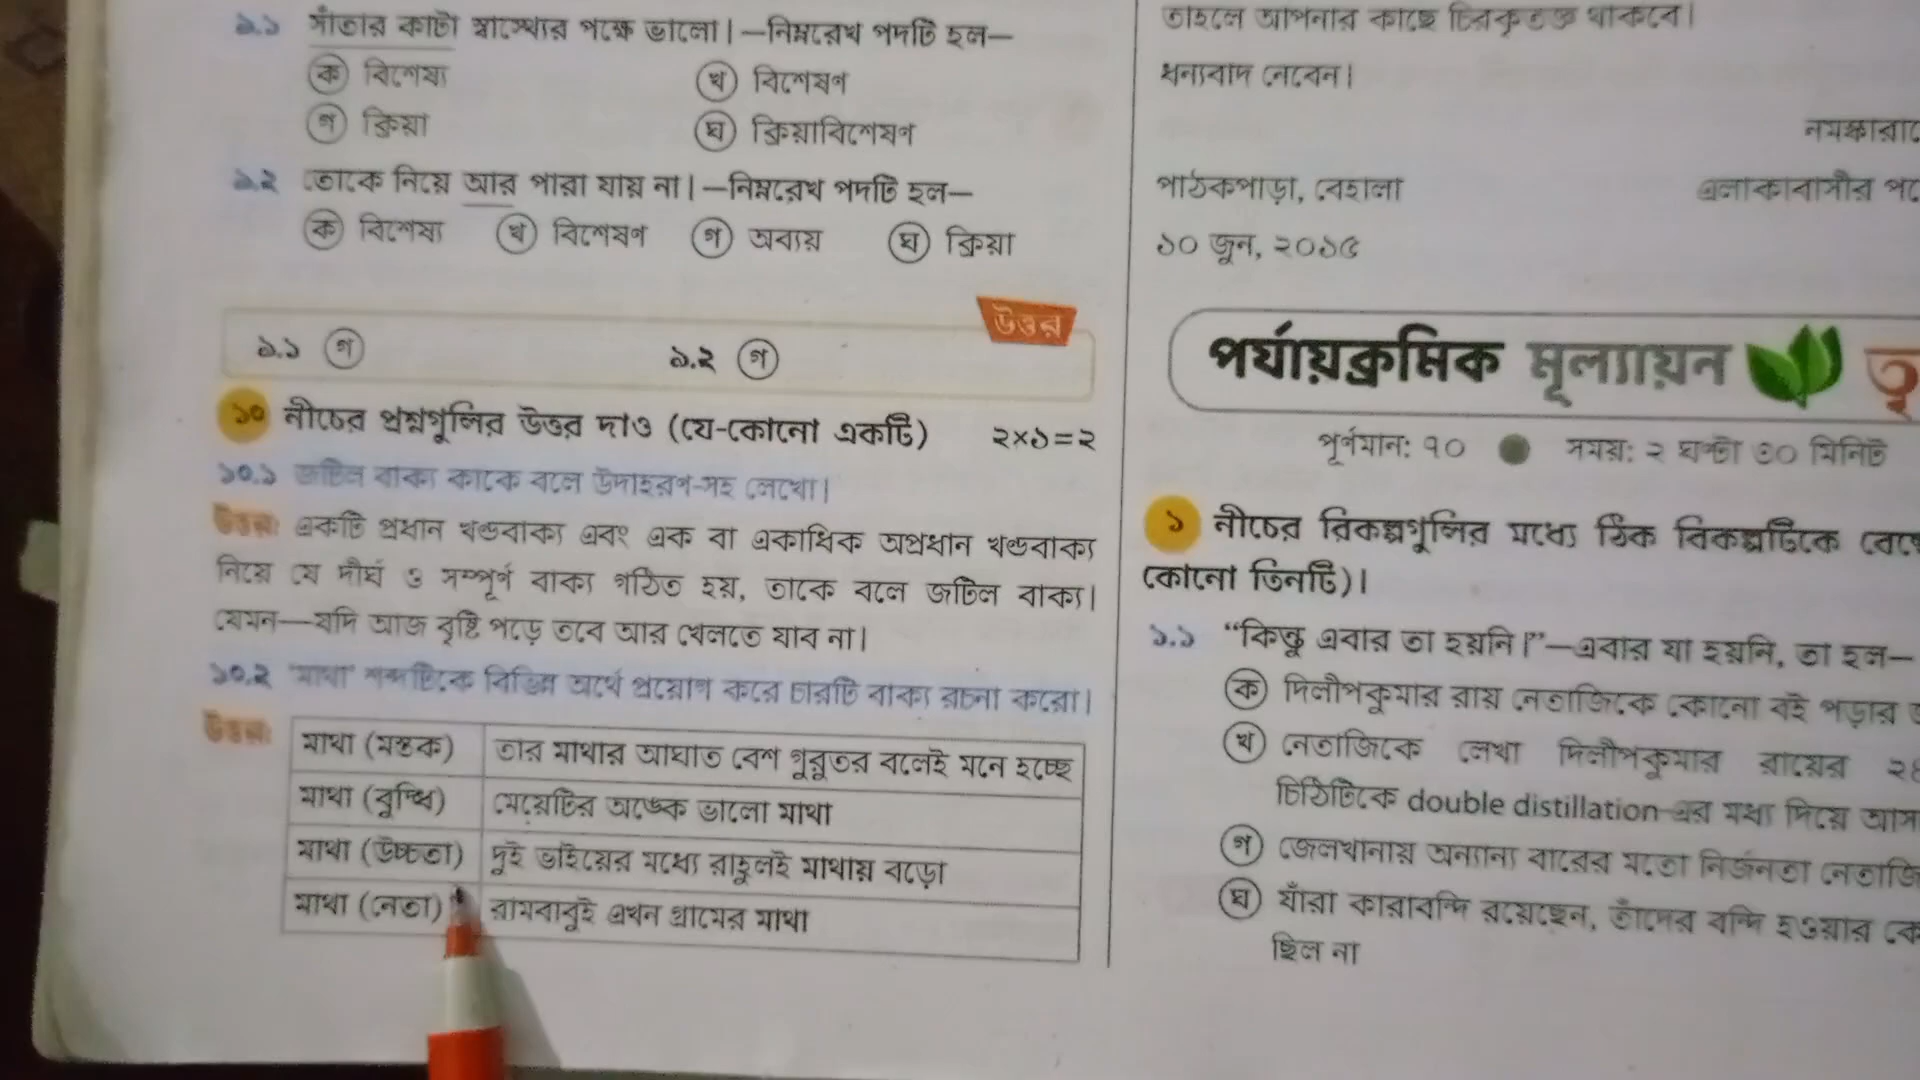 ৯.১ সাঁতার কাটা স্বাস্থ্যের পক্ষে ভালো।—নিম্নরেখ পদটি হল—
ক বিশেষ্য খ বিশেষণ
গ ক্রিয়া ঘ ক্রিয়াবিশেষণ
৯.২ তোকে নিয়ে আর পারা যায় না।—নিম্নরেখ পদটি হল—
ক বিশেষ্য খ বিশেষণ গ অব্যয় ঘ ক্রিয়া
উত্তর
৯.১ গ ৯.২ গ
১০ নীচের প্রশ্নগুলির উত্তর দাও (যে-কোনো একটি) ২×১=২
১০.১ জটিল বাক্য কাকে বলে উদাহরণ-সহ লেখো।
উত্তর: একটি প্রধান খণ্ডবাক্য এবং এক বা একাধিক অপ্রধান খণ্ডবাক্য
নিয়ে যে দীর্ঘ ও সম্পূর্ণ বাক্য গঠিত হয়, তাকে বলে জটিল বাক্য।
যেমন—যদি আজ বৃষ্টি পড়ে তবে আর খেলতে যাব না।
১০.২ 'মাথা' শব্দটিকে বিভিন্ন অর্থে প্রয়োগ করে চারটি বাক্য রচনা করো।
উত্তর:
মাথা (মস্তক) তার মাথার আঘাত বেশ গুরুতর বলেই মনে হচ্ছে
মাথা (বুদ্ধি) মেয়েটির অঙ্কে ভালো মাথা
মাথা (উচ্চতা) দুই ভাইয়ের মধ্যে রাহুলই মাথায় বড়ো
মাথা (নেতা) রামবাবুই এখন গ্রামের মাথা
তাহলে আপনার কাছে চিরকৃতজ্ঞ থাকবে।
ধন্যবাদ নেবেন।
নমস্কারা
পাঠকপাড়া, বেহালা এলাকাবাসীর প
১০ জুন, ২০১৫
পর্যায়ক্রমিক মূল্যায়ন তৃ
পূর্ণমান: ৭০ সময়: ২ ঘণ্টা ৩০ মিনিট
১ নীচের বিকল্পগুলির মধ্যে ঠিক বিকল্পটিকে বেছে
কোনো তিনটি)।
১.১ “কিন্তু এবার তা হয়নি।”—এবার যা হয়নি, তা হল—
ক দিলীপকুমার রায় নেতাজিকে কোনো বই পড়ার
খ নেতাজিকে লেখা দিলীপকুমার রায়ের ২৪
চিঠিটিকে double distillation-এর মধ্য দিয়ে আস
গ জেলখানায় অন্যান্য বারের মতো নির্জনতা নেতাজি
ঘ যাঁরা কারাবন্দি রয়েছেন, তাঁদের বন্দি হওয়ার কো
ছিল না